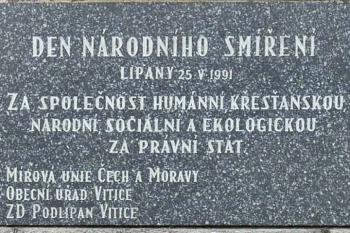 DEN NÁRODNÍHO SMÍŘENÍ
LIPANY 25 V 1991
ZA SPOLEČNOST HUMÁNNÍ KŘESŤANSKOU
NÁRODNÍ SOCIÁLNÍ A EKOLOGICKOU
ZA PRÁVNÍ STÁT
MÍROVÁ UNIE ČECH A MORAVY
OBECNÍ ÚŘAD VITICE
ZD PODLIPAN VITICE